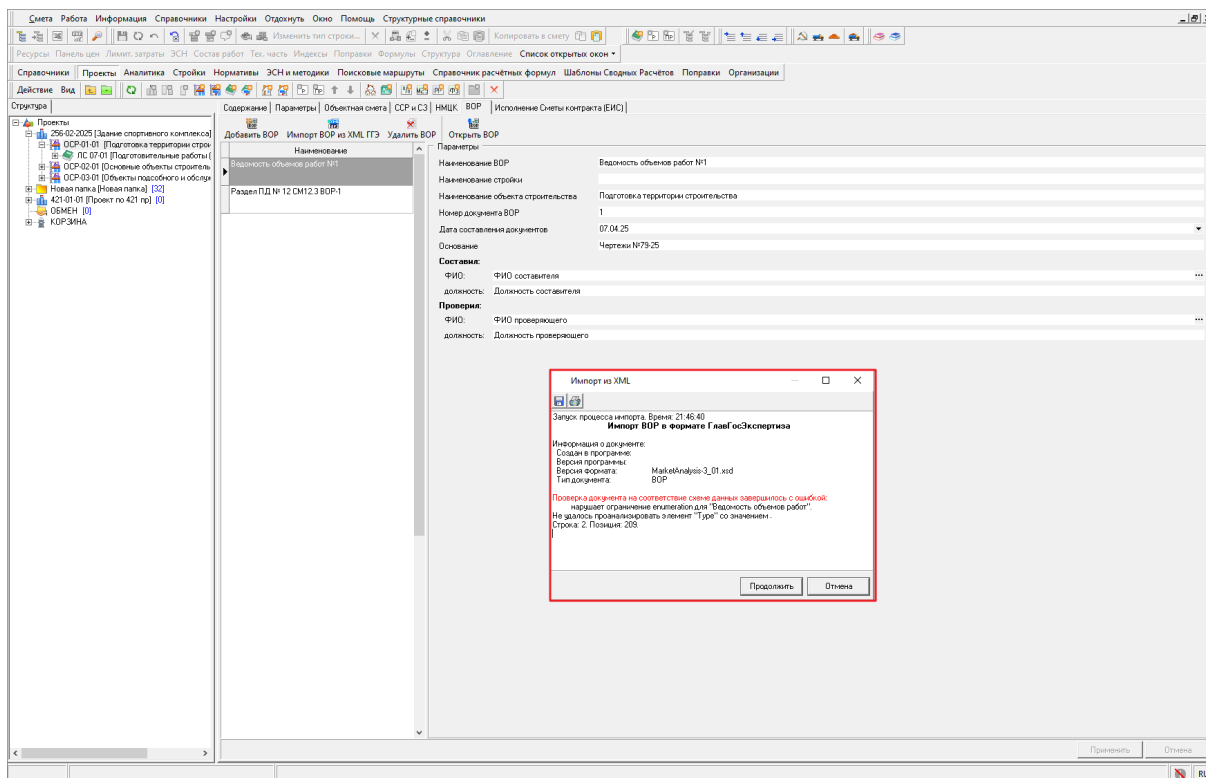 Смета Работа Информация Справочники Настройки Отдохнуть Окно Помощь Структурные справочники
Изменить тип строки... Копировать в смету
Ресурсы Панель цен Лимит. затраты ЭСН Состав работ Тех. часть Индексы Поправки Формулы Структура Оглавление Список открытых окон
Справочники Проекты Аналитика Стройки Нормативы ЭСН и методики Поисковые маршруты Справочник расчётных формул Шаблоны Сводных Расчётов Поправки Организации
Действие Вид
Структура
Содержание Параметры Объектная смета ССР и СЗ НМЦК ВОР Исполнение Сметы контракта (ЕИС)
Проекты
256-02-2025 [Здание спортивного комплекса]
ОСР-01-01 [Подготовка территории строи
ЛС 07-01 [Подготовительные работы (
ОСР-02-01 [Основные объекты строитель
ОСР-03-01 [Объекты подсобного и обслуж
Новая папка [Новая папка] [32]
421-01-01 [Проект по 421 пр] [0]
ОБМЕН [0]
КОРЗИНА
Добавить ВОР Импорт ВОР из XML ГГЭ Удалить ВОР Открыть ВОР
Наименование
Ведомость объемов работ №1
Раздел ПД № 12 СМ12.3 ВОР-1
Параметры
Наименование ВОР Ведомость объемов работ №1
Наименование стройки
Наименование объекта строительства Подготовка территории строительства
Номер документа ВОР 1
Дата составления документов 07.04.25
Основание Чертежи №79-25
Составил:
ФИО: ФИО составителя ...
должность: Должность составителя
Проверил:
ФИО: ФИО проверяющего ...
должность: Должность проверяющего
Импорт из XML
Запуск процесса импорта. Время: 21:46:40
Импорт ВОР в формате ГлавГосЭкспертиза
Информация о документе:
Создан в программе:
Версия программы:
Версия формата: MarketAnalysis-3_01.xsd
Тип документа: ВОР
Проверка документа на соответствие схеме данных завершилось с ошибкой:
нарушает ограничение enumeration для "Ведомость объемов работ".
Не удалось проанализировать элемент "Type" со значением .
Строка: 2. Позиция: 209.
Продолжить Отмена
Применить Отмена
RU